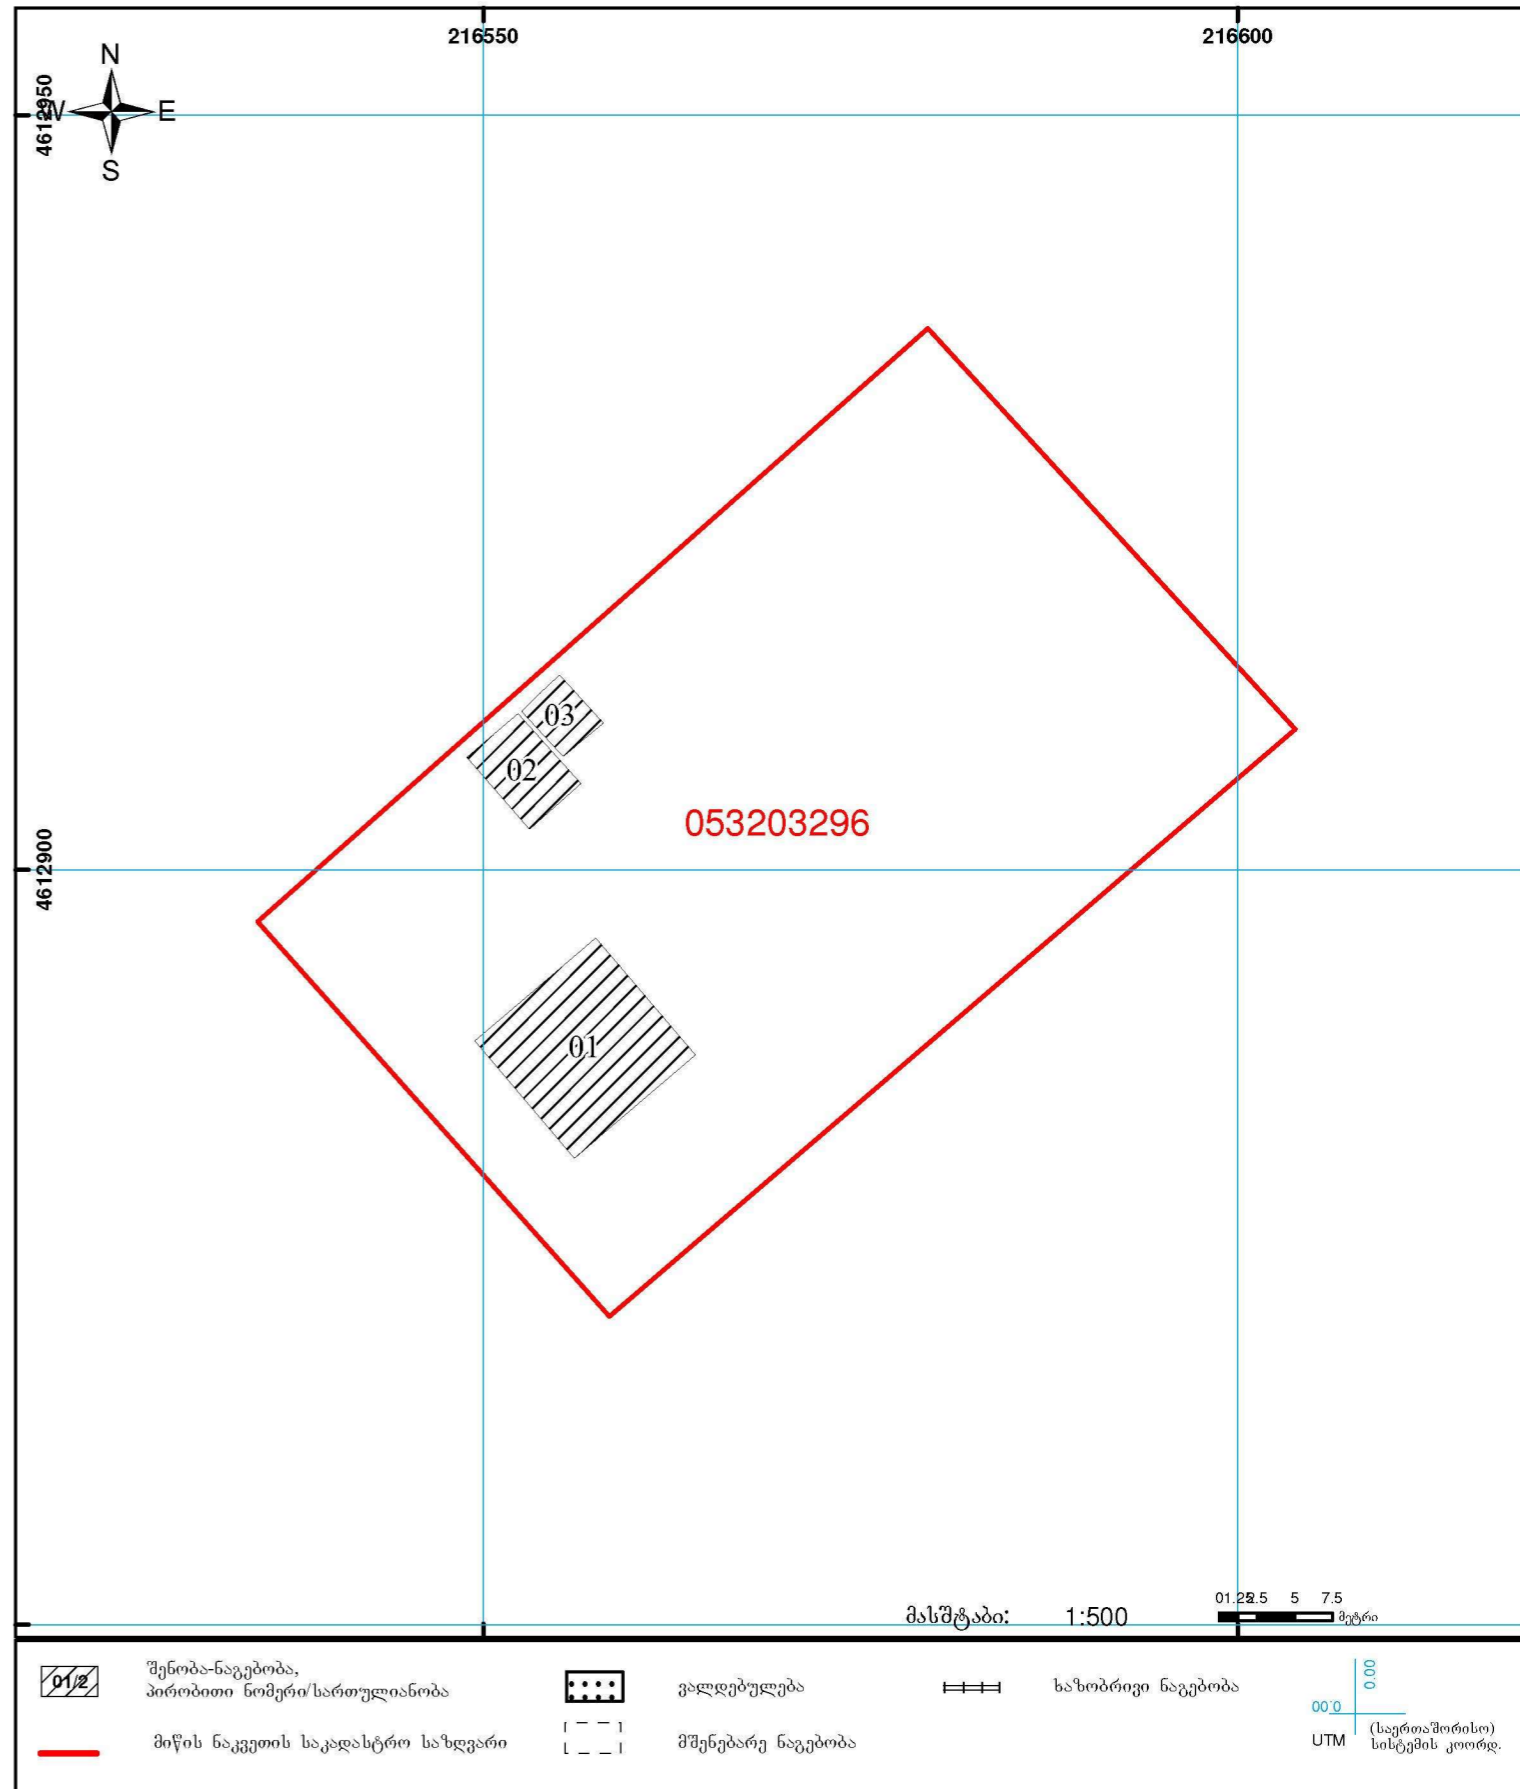 216550
216600
N
W
E
S
4612950
03
02
053203296
4612900
01
მასშტაბი: 1:500
01.252.5 5 7.5
მეტრი
01/2
შენობა-ნაგებობა,
პირობითი ნომერი/სართულიანობა
ვალდებულება
ხაზობრივი ნაგებობა
მიწის ნაკვეთის საკადასტრო საზღვარი
მშენებარე ნაგებობა
00.0
00.0
UTM
(საერთაშორისო)
სისტემის კოორდ.